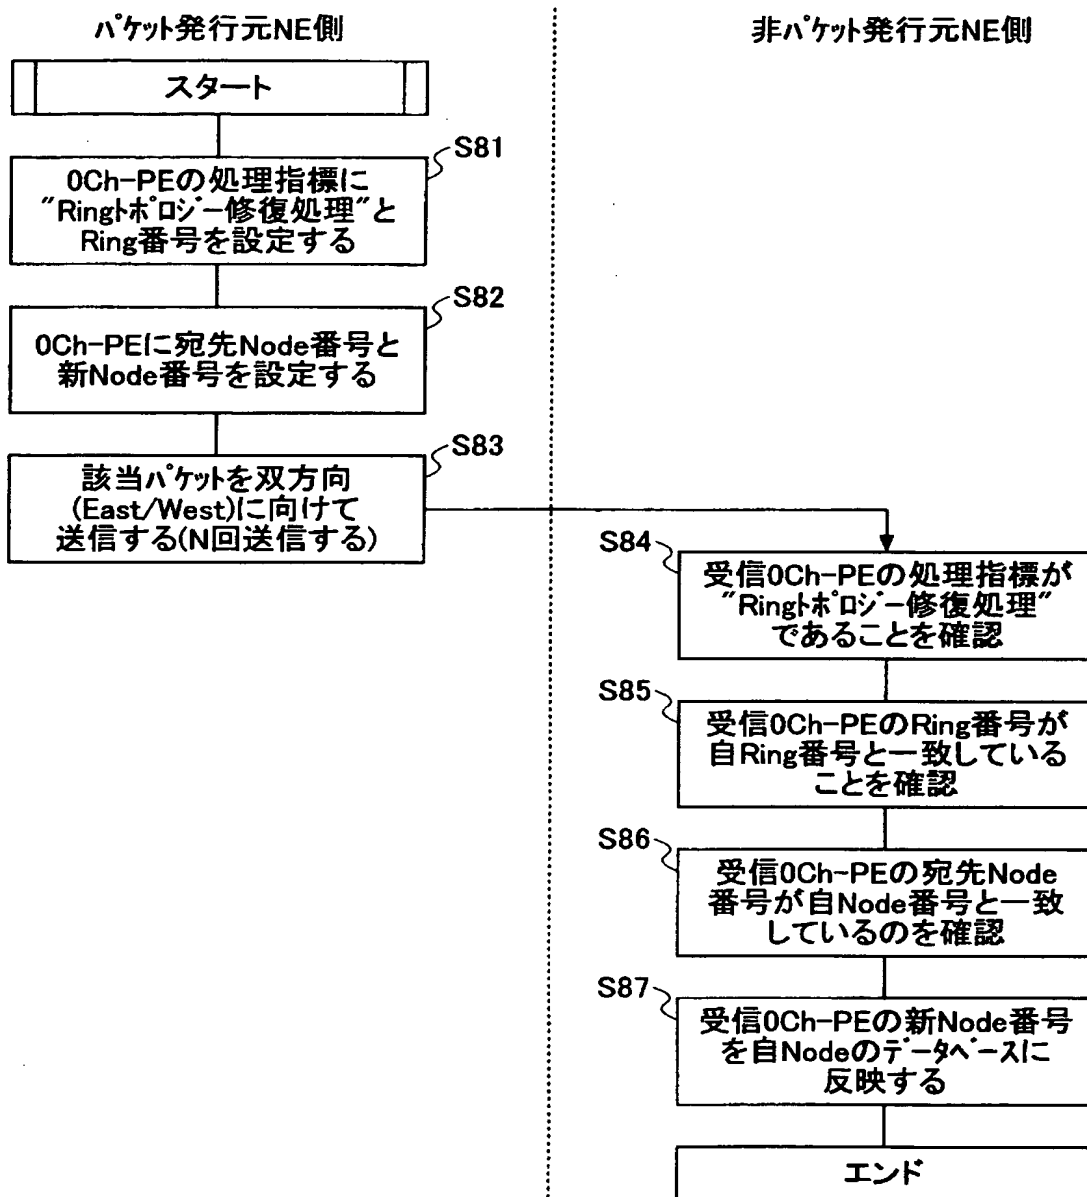 パケット発行元NE側
スタート
S81
0Ch-PEの処理指標に
"Ringトポロジー修復処理"と
Ring番号を設定する
S82
0Ch-PEに宛先Node番号と
新Node番号を設定する
S83
該当パケットを双方向
(East/West)に向けて
送信する(N回送信する)
非パケット発行元NE側
S84
受信0Ch-PEの処理指標が
"Ringトポロジー修復処理"
であることを確認
S85
受信0Ch-PEのRing番号が
自Ring番号と一致している
ことを確認
S86
受信0Ch-PEの宛先Node
番号が自Node番号と一致
しているのを確認
S87
受信0Ch-PEの新Node番号
を自Nodeのデータベースに
反映する
エンド